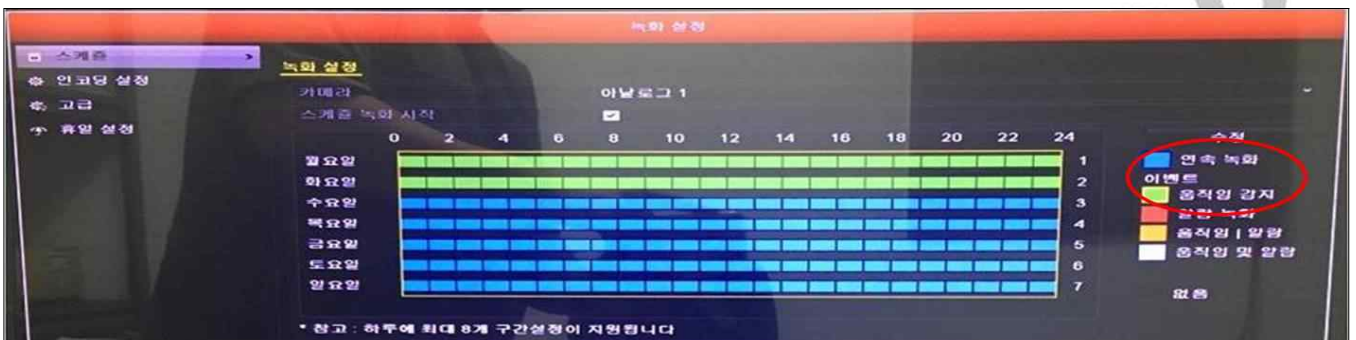 녹화 설정
스케줄 >
인코딩 설정
고급
휴일 설정
녹화 설정
카메라 아날로그 1
스케줄 녹화 시작
0 2 4 6 8 10 12 14 16 18 20 22 24
월요일 1
화요일 2
수요일 3
목요일 4
금요일 5
토요일 6
일요일 7
수정
연속 녹화
이벤트
움직임 감지
알람 녹화
움직임 | 알람
움직임 및 알람
없음
* 참고 : 하루에 최대 8개 구간설정이 지원됩니다